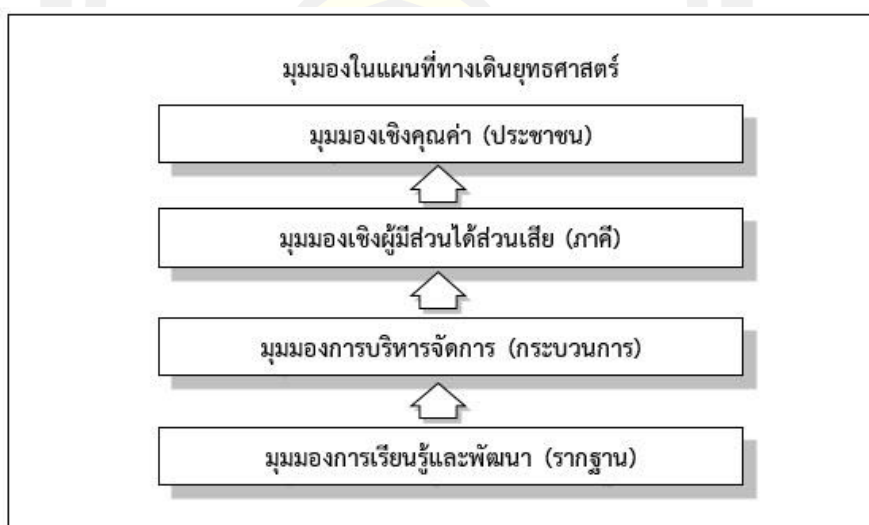 มุมมองในแผนที่ทางเดินยุทธศาสตร์
มุมมองเชิงคุณค่า (ประชาชน)
มุมมองเชิงผู้มีส่วนได้ส่วนเสีย (ภาคี)
มุมมองการบริหารจัดการ (กระบวนการ)
มุมมองการเรียนรู้และพัฒนา (รากฐาน)